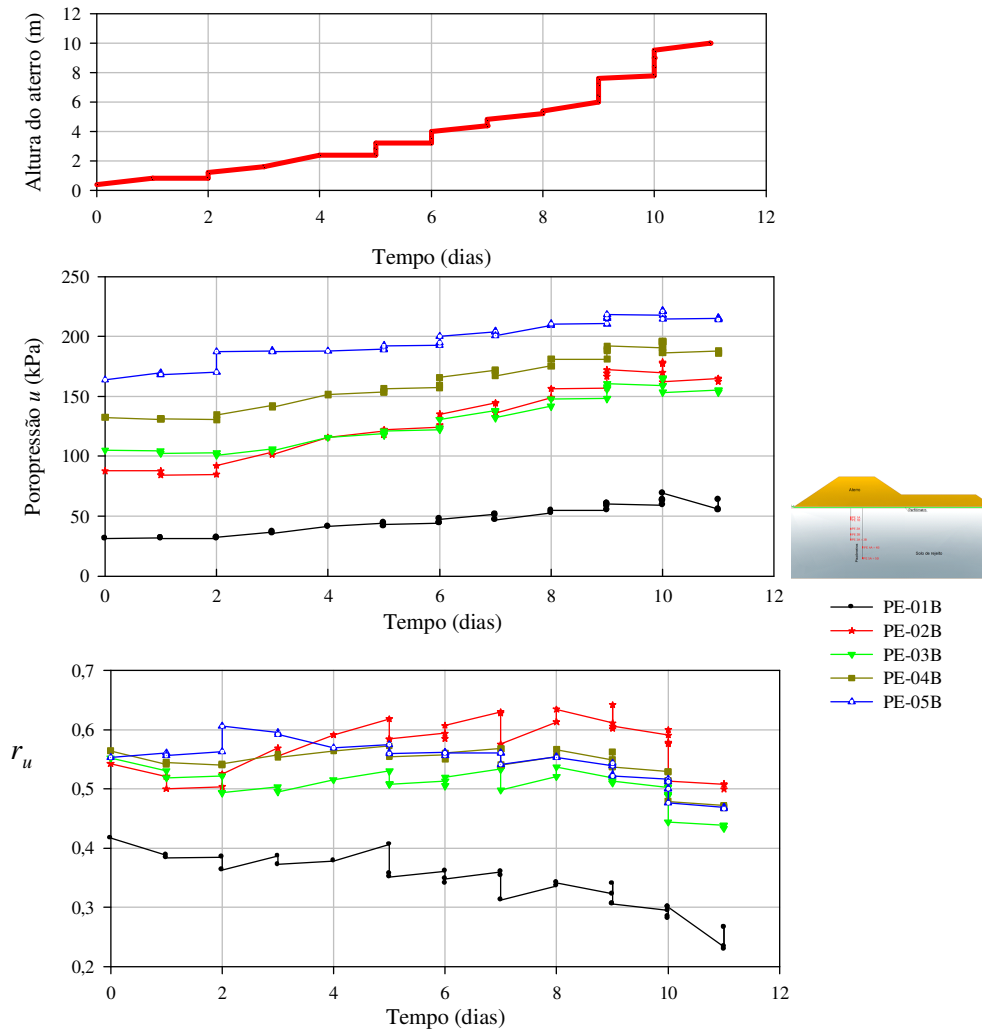 12
10
8
6
4
2
0
Altura do aterro (m)
0 2 4 6 8 10 12
Tempo (dias)
250
200
150
100
50
0
Poropressão u (kPa)
0 2 4 6 8 10 12
Tempo (dias)
Aterro
Solo de rejeito
PE-01B
PE-02B
PE-03B
PE-04B
PE-05B
0,7
0,6
0,5
0,4
0,3
0,2
r_u
0 2 4 6 8 10 12
Tempo (dias)